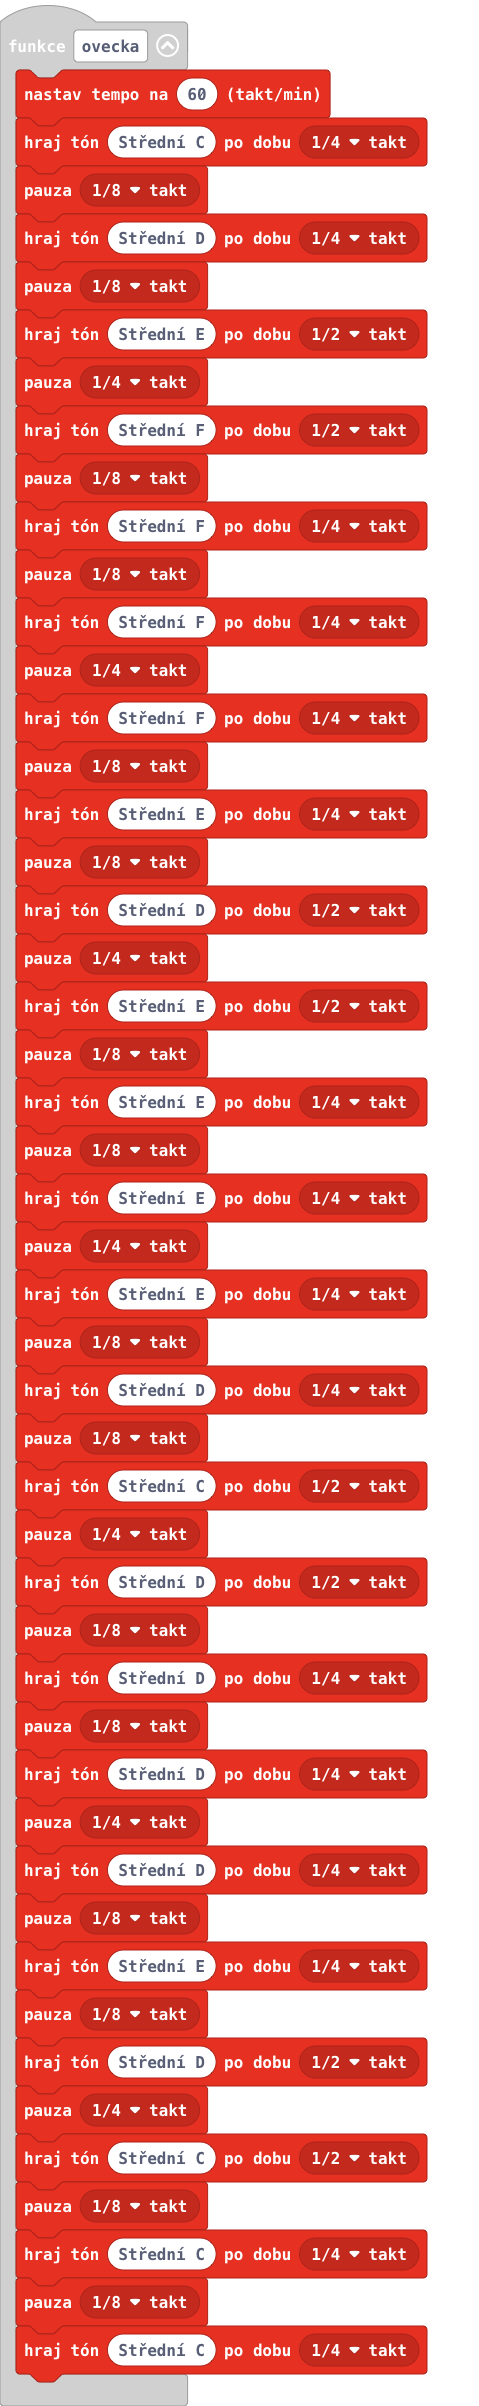 funkce ovecka
nastav tempo na 60 (takt/min)
hraj tón Střední C po dobu 1/4 takt
pauza 1/8 takt
hraj tón Střední D po dobu 1/4 takt
pauza 1/8 takt
hraj tón Střední E po dobu 1/2 takt
pauza 1/4 takt
hraj tón Střední F po dobu 1/2 takt
pauza 1/8 takt
hraj tón Střední F po dobu 1/4 takt
pauza 1/8 takt
hraj tón Střední F po dobu 1/4 takt
pauza 1/4 takt
hraj tón Střední F po dobu 1/4 takt
pauza 1/8 takt
hraj tón Střední E po dobu 1/4 takt
pauza 1/8 takt
hraj tón Střední D po dobu 1/2 takt
pauza 1/4 takt
hraj tón Střední E po dobu 1/2 takt
pauza 1/8 takt
hraj tón Střední E po dobu 1/4 takt
pauza 1/8 takt
hraj tón Střední E po dobu 1/4 takt
pauza 1/4 takt
hraj tón Střední E po dobu 1/4 takt
pauza 1/8 takt
hraj tón Střední D po dobu 1/4 takt
pauza 1/8 takt
hraj tón Střední C po dobu 1/2 takt
pauza 1/4 takt
hraj tón Střední D po dobu 1/2 takt
pauza 1/8 takt
hraj tón Střední D po dobu 1/4 takt
pauza 1/8 takt
hraj tón Střední D po dobu 1/4 takt
pauza 1/4 takt
hraj tón Střední D po dobu 1/4 takt
pauza 1/8 takt
hraj tón Střední E po dobu 1/4 takt
pauza 1/8 takt
hraj tón Střední D po dobu 1/2 takt
pauza 1/4 takt
hraj tón Střední C po dobu 1/2 takt
pauza 1/8 takt
hraj tón Střední C po dobu 1/4 takt
pauza 1/8 takt
hraj tón Střední C po dobu 1/4 takt